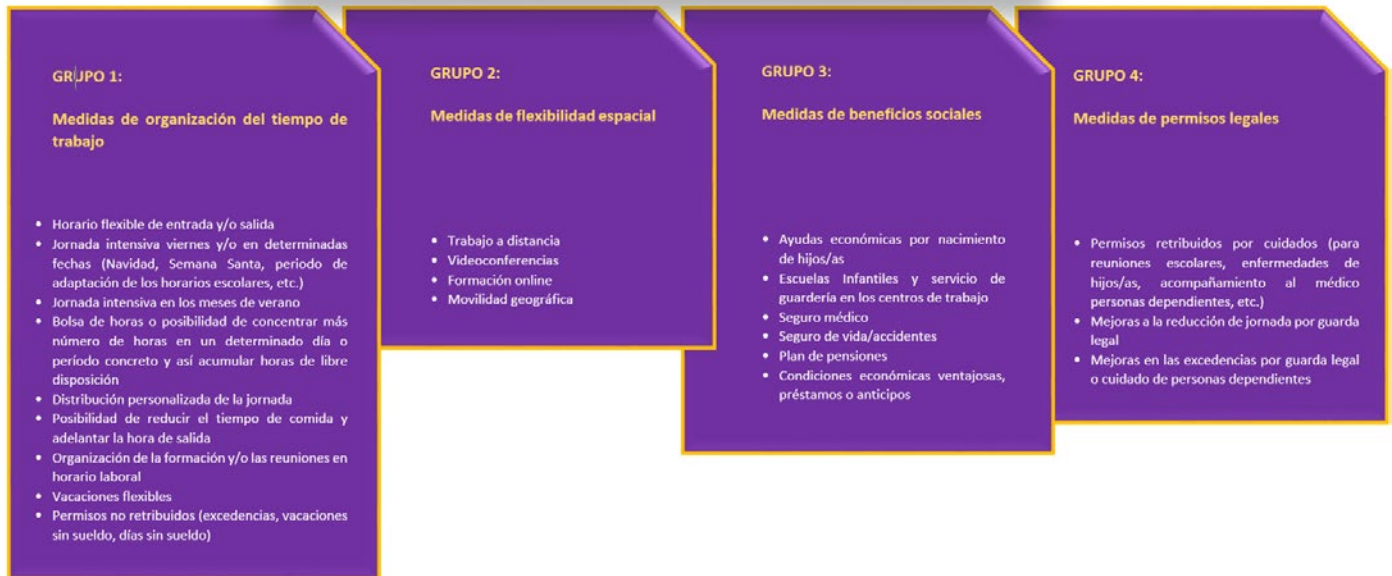 GRUPO 1:
Medidas de organización del tiempo de
trabajo
• Horario flexible de entrada y/o salida
• Jornada intensiva viernes y/o en determinadas
fechas (Navidad, Semana Santa, periodo de
adaptación de los horarios escolares, etc.)
• Jornada intensiva en los meses de verano
• Bolsa de horas o posibilidad de concentrar más
número de horas en un determinado día o
período concreto y así acumular horas de libre
disposición
• Distribución personalizada de la jornada
• Posibilidad de reducir el tiempo de comida y
adelantar la hora de salida
• Organización de la formación y/o las reuniones en
horario laboral
• Vacaciones flexibles
• Permisos no retribuidos (excedencias, vacaciones
sin sueldo, días sin sueldo)
GRUPO 2:
Medidas de flexibilidad espacial
• Trabajo a distancia
• Videoconferencias
• Formación online
• Movilidad geográfica
GRUPO 3:
Medidas de beneficios sociales
• Ayudas económicas por nacimiento
de hijos/as
• Escuelas Infantiles y servicio de
guardería en los centros de trabajo
• Seguro médico
• Seguro de vida/accidentes
• Plan de pensiones
• Condiciones económicas ventajosas,
préstamos o anticipos
GRUPO 4:
Medidas de permisos legales
• Permisos retribuidos por cuidados (para
reuniones escolares, enfermedades de
hijos/as, acompañamiento al médico
personas dependientes, etc.)
• Mejoras a la reducción de jornada por guarda
legal
• Mejoras en las excedencias por guarda legal
o cuidado de personas dependientes